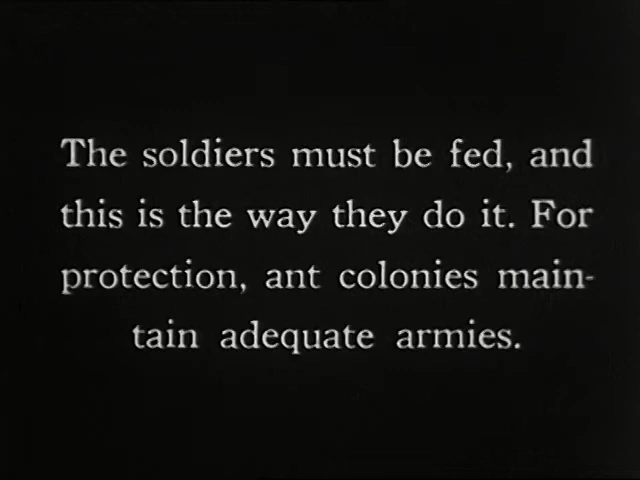 The soldiers must be fed, and
this is the way they do it. For
protection, ant colonies main-
tain adequate armies.